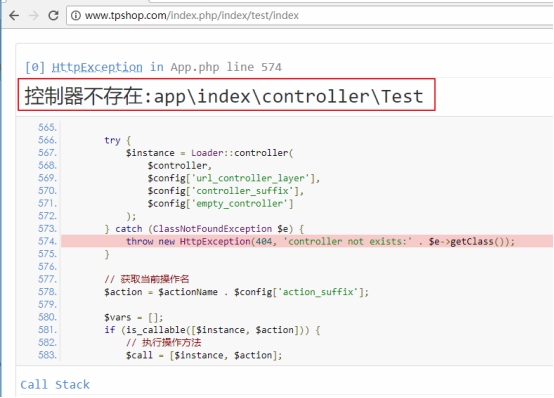 www.tpshop.com/index.php/index/test/index
[0] HttpException in App.php line 574
控制器不存在:app\index\controller\Test
565.
566. try {
567. $instance = Loader::controller(
568. $controller,
569. $config['url_controller_layer'],
570. $config['controller_suffix'],
571. $config['empty_controller']
572. );
573. } catch (ClassNotFoundException $e) {
574. throw new HttpException(404, 'controller not exists:' . $e->getClass());
575. }
576.
577. // 获取当前操作名
578. $action = $actionName . $config['action_suffix'];
579.
580. $vars = [];
581. if (is_callable([$instance, $action])) {
582. // 执行操作方法
583. $call = [$instance, $action];
Call Stack